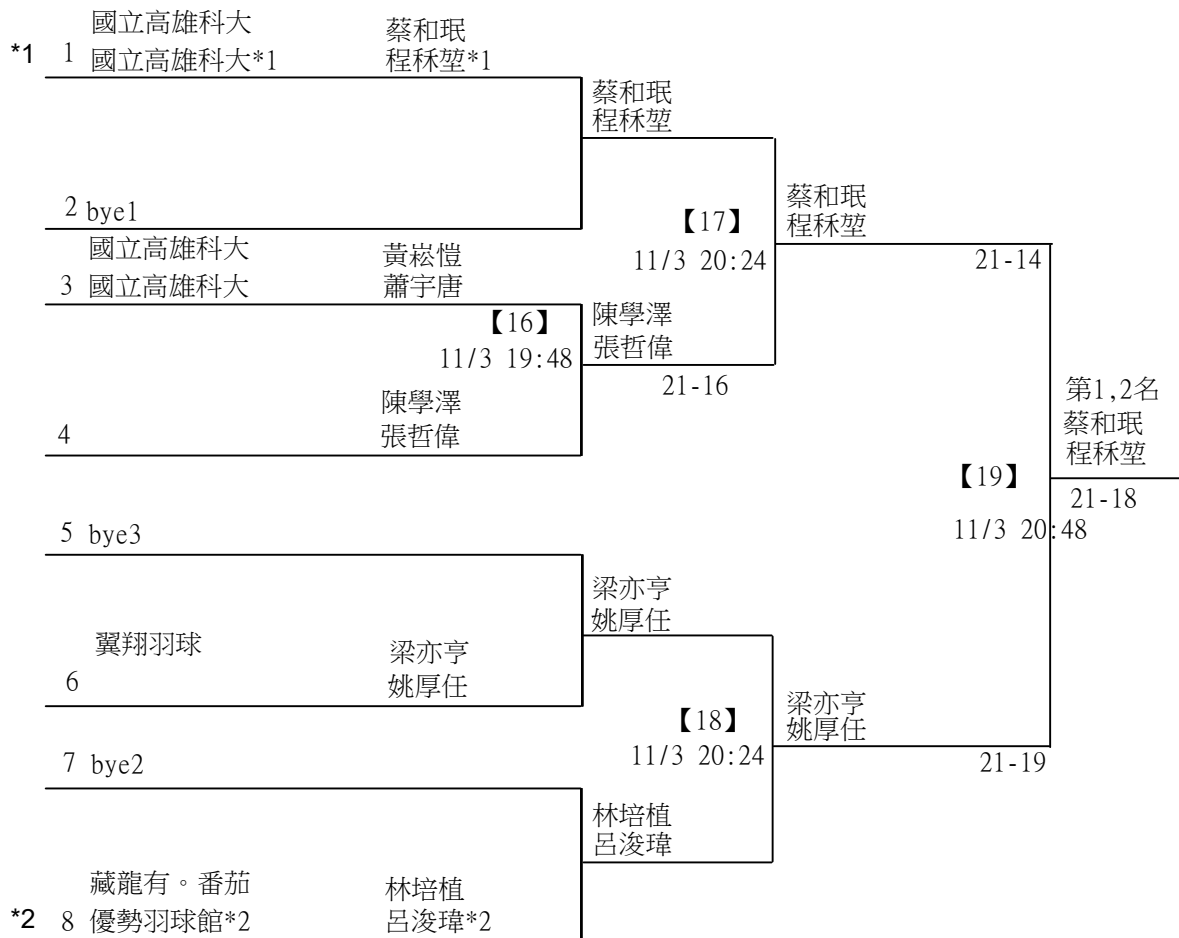 國立高雄科大 蔡和珉
*1 1 國立高雄科大*1 程秝堃*1
蔡和珉
程秝堃
2 bye1
【17】
11/3 20:24
蔡和珉
程秝堃
21-14
國立高雄科大 黃崧愷
3 國立高雄科大 蕭宇唐
【16】
11/3 19:48
陳學澤
張哲偉
21-16
陳學澤
4 張哲偉
第1,2名
蔡和珉
程秝堃
【19】
21-18
11/3 20:48
5 bye3
梁亦亨
姚厚任
翼翔羽球 梁亦亨
6 姚厚任
【18】
11/3 20:24
梁亦亨
姚厚任
21-19
7 bye2
林培植
呂浚瑋
藏龍有。番茄 林培植
*2 8 優勢羽球館*2 呂浚瑋*2